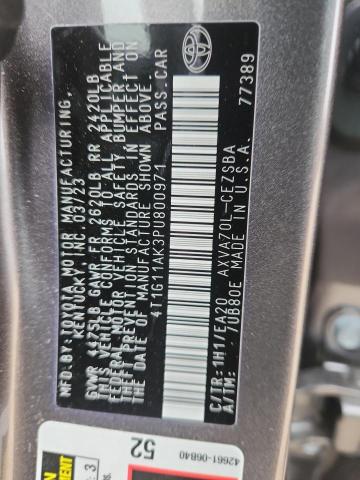 MFD. BY: TOYOTA MOTOR MANUFACTURING,
KENTUCKY, INC. 03/23
GVWR 4475LB GAWR FR 2620LB RR 2420LB
THIS VEHICLE CONFORMS TO ALL APPLICABLE
FEDERAL MOTOR VEHICLE SAFETY, BUMPER AND
THEFT PREVENTION STANDARDS IN EFFECT ON
THE DATE OF MANUFACTURE SHOWN ABOVE.
4T1G11AK3PU800971 PASS. CAR
C/TR: 1H1/EA20 AXVA70L-CEZSBA
A/TM: -/UB80E MADE IN U.S.A.
77389
52
42661-06B40
3